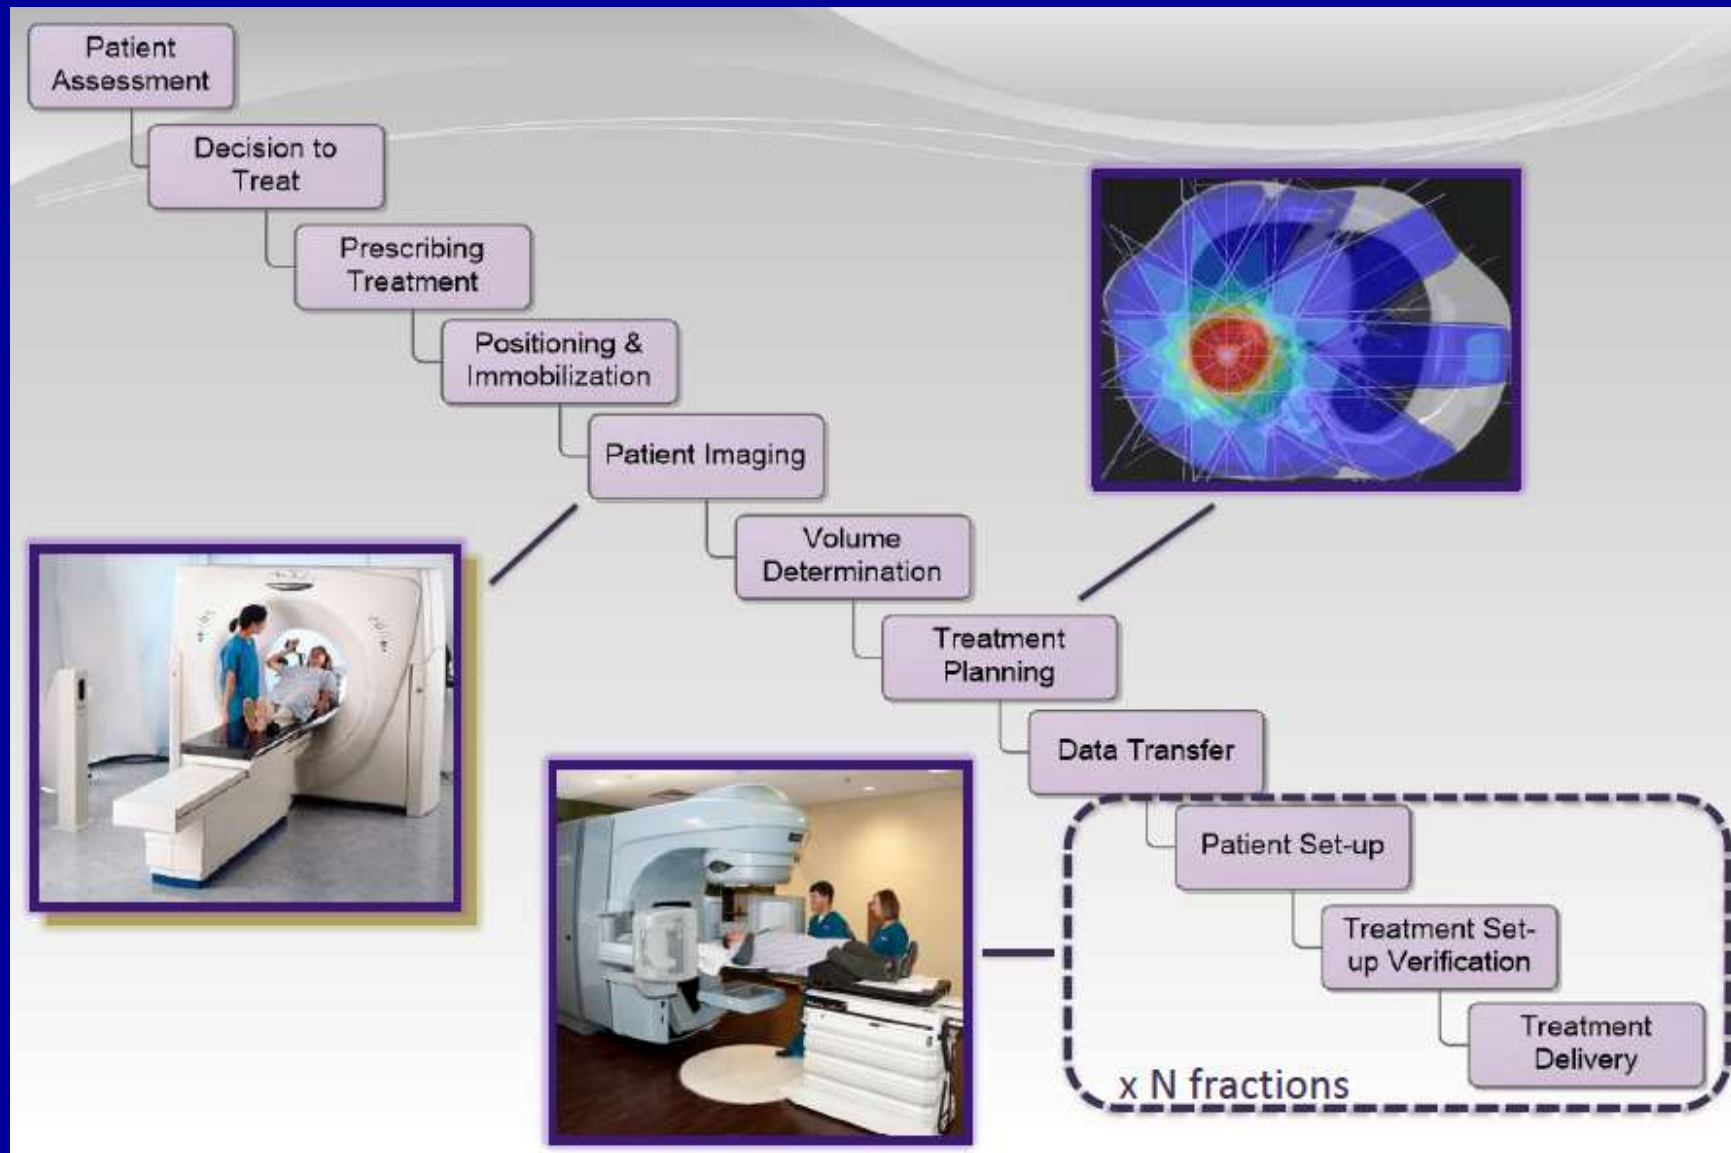 Patient
Assessment
Decision to
Treat
Prescribing
Treatment
Positioning &
Immobilization
Patient Imaging
Volume
Determination
Treatment
Planning
Data Transfer
Patient Set-up
Treatment Set-
up Verification
Treatment
Delivery
x N fractions